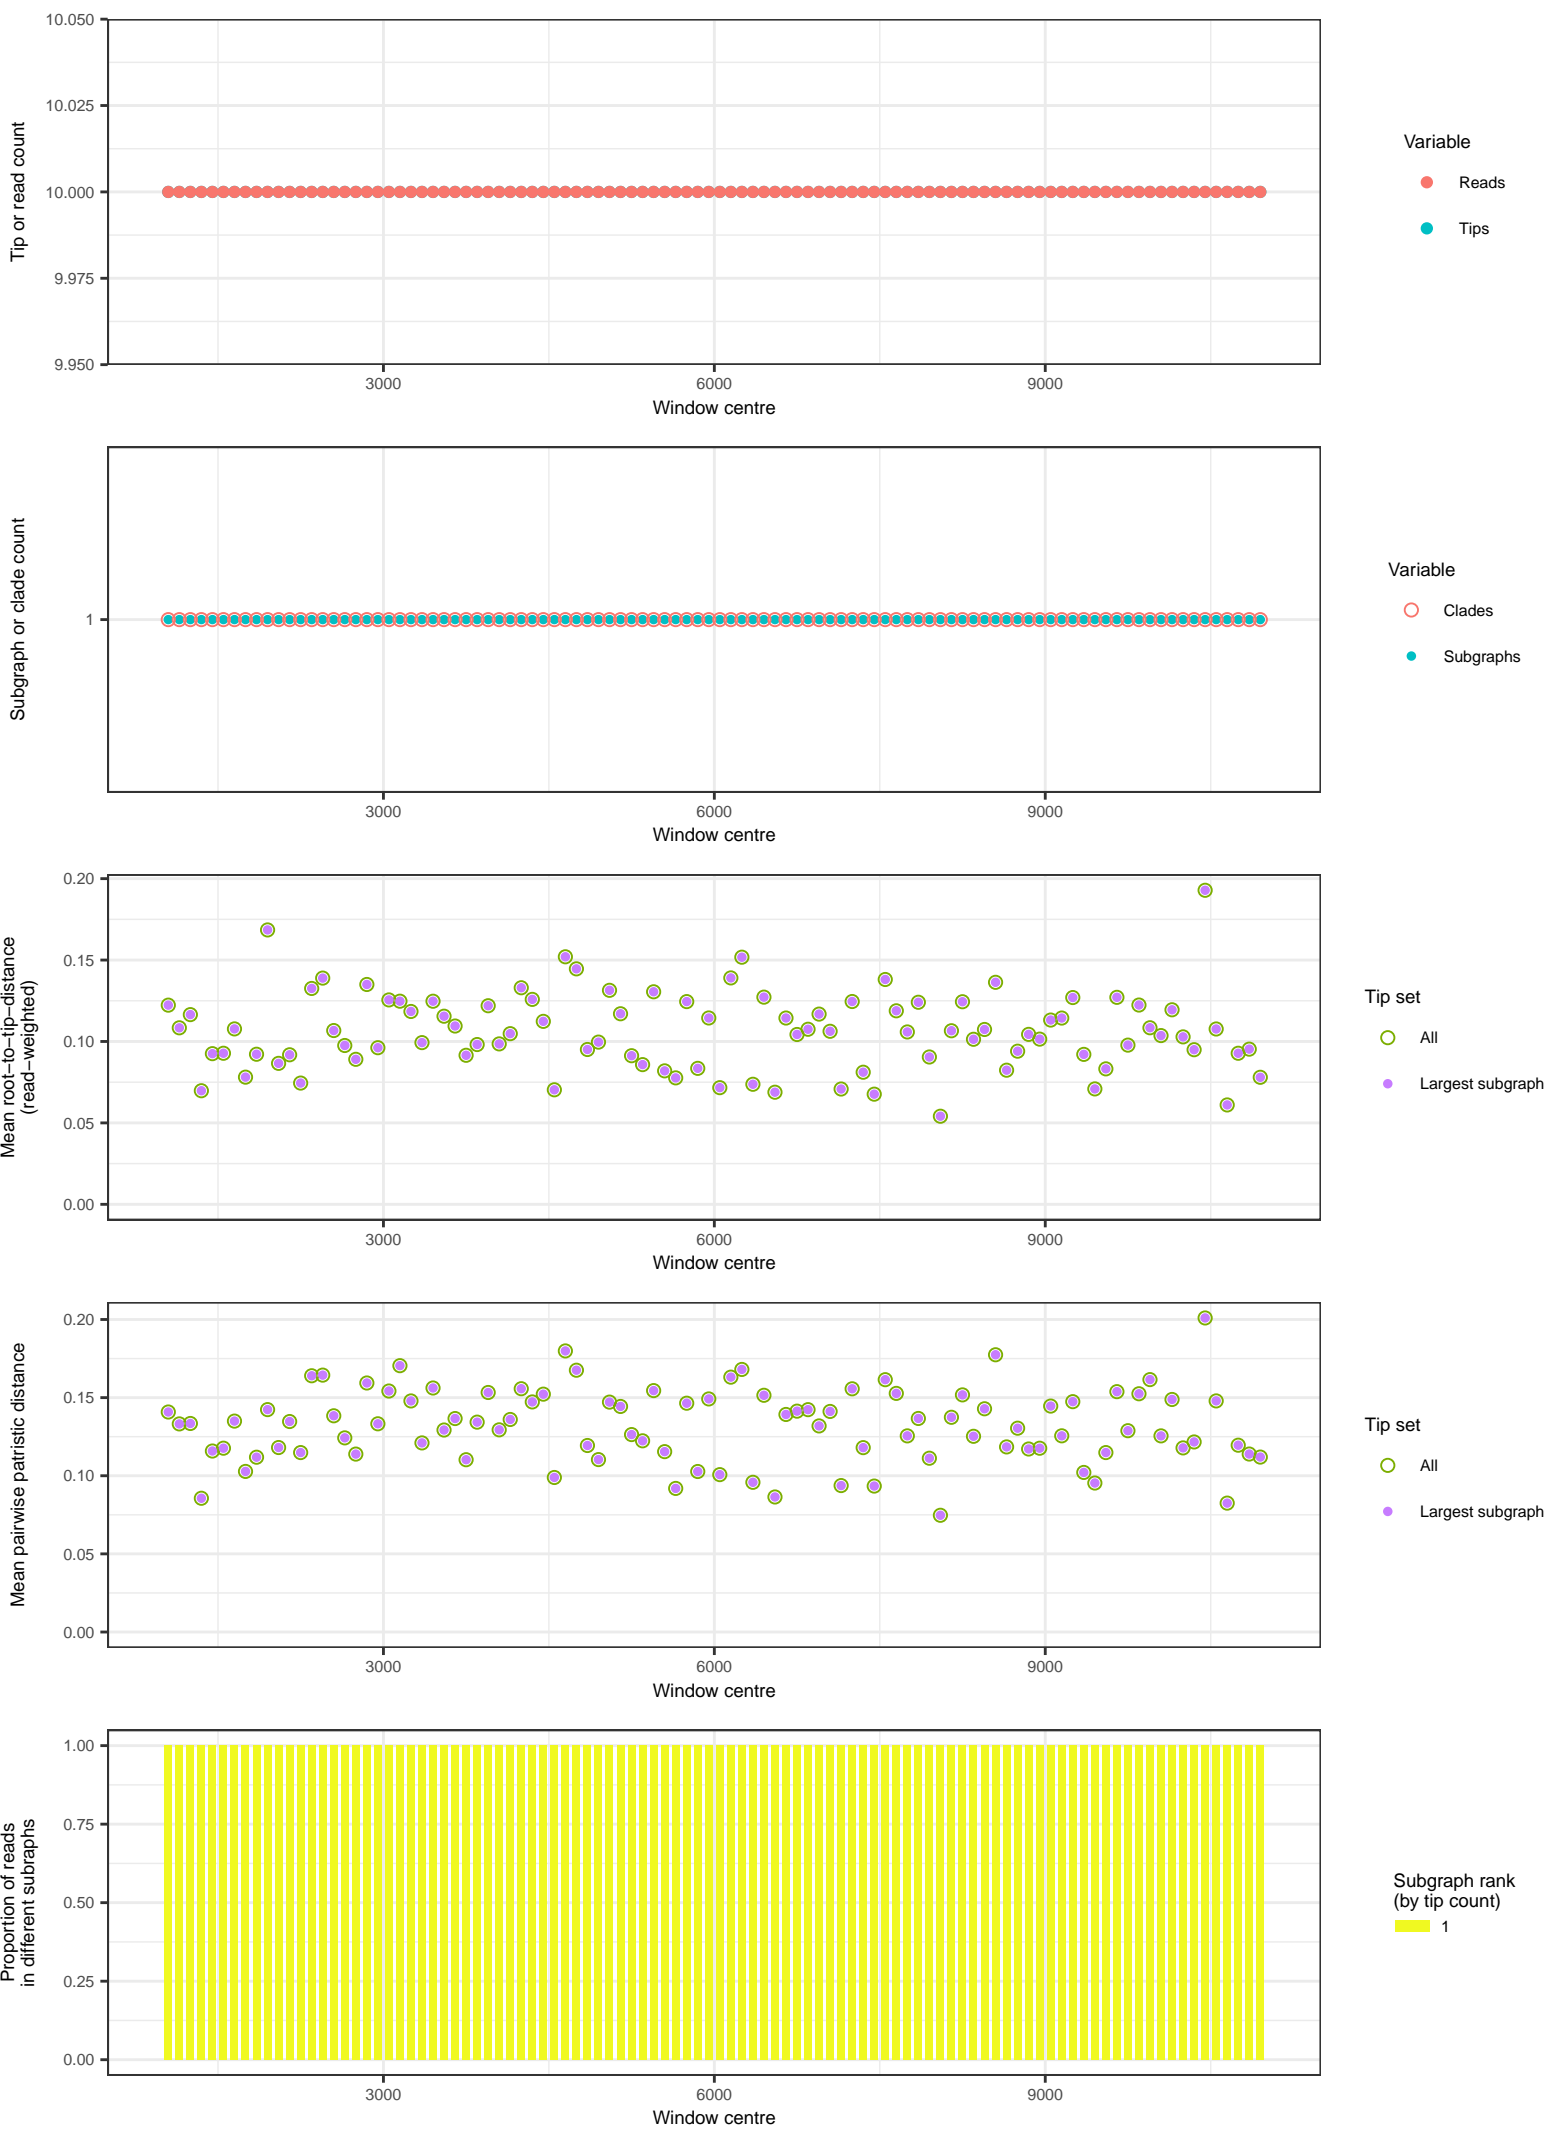 10.050
10.025
10.000
9.975
9.950
Tip or read count
3000
6000
9000
Window centre
Variable
Reads
Tips
1
Subgraph or clade count
3000
6000
9000
Window centre
Variable
Clades
Subgraphs
0.20
0.15
0.10
0.05
0.00
Mean root−to−tip−distance
(read−weighted)
3000
6000
9000
Window centre
Tip set
All
Largest subgraph
0.20
0.15
0.10
0.05
0.00
Mean pairwise patristic distance
3000
6000
9000
Window centre
Tip set
All
Largest subgraph
1.00
0.75
0.50
0.25
0.00
Proportion of reads
in different subraphs
3000
6000
9000
Window centre
Subgraph rank
(by tip count)
1